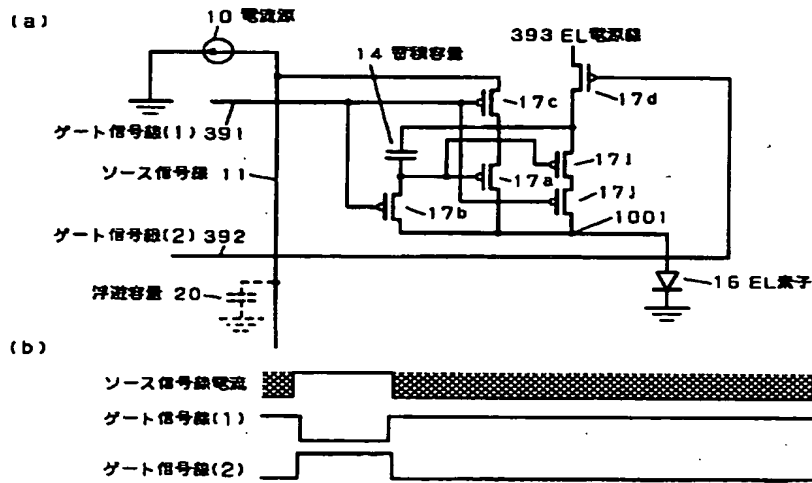 (a)
10 電流源
393 EL電源線
14 蓄積容量
17c
17d
ゲート信号線(1) 391
17i
ソース信号線 11
17a
17j
17b
1001
ゲート信号線(2) 392
16 EL素子
浮遊容量 20
(b)
ソース信号線電流
ゲート信号線(1)
ゲート信号線(2)